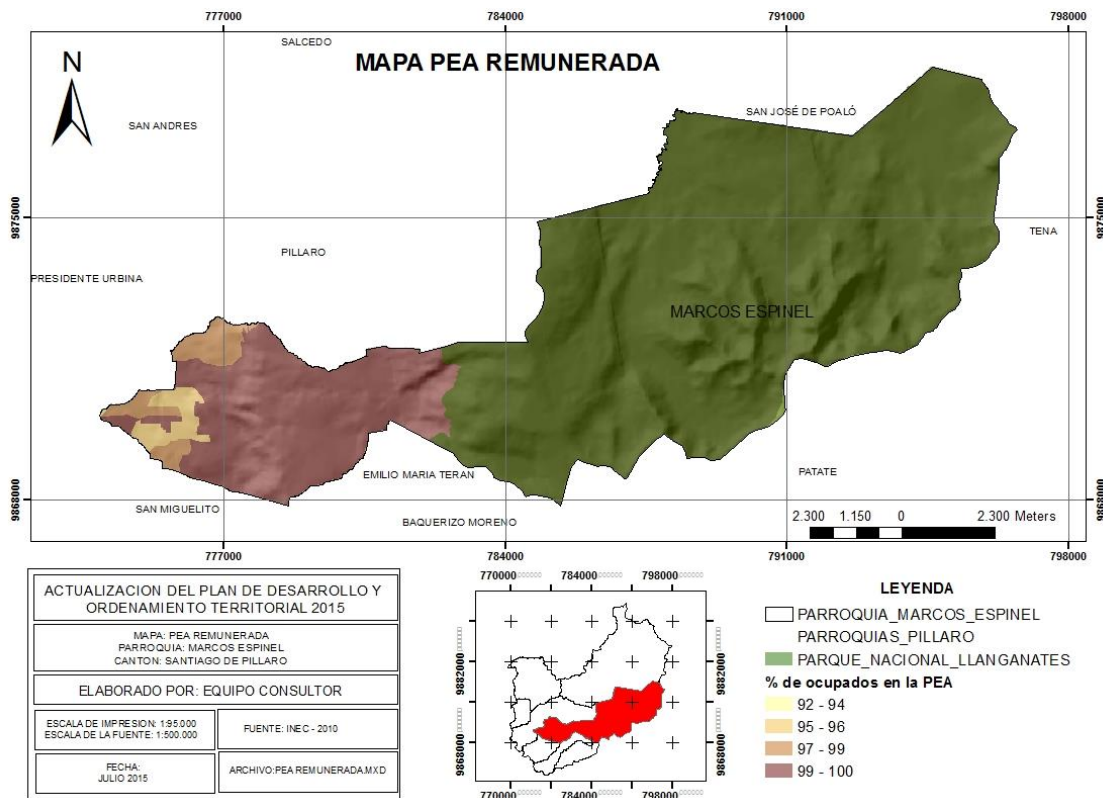 777000 784000 791000 798000
SALCEDO
MAPA PEA REMUNERADA
N
SAN ANDRES
SAN JOSÉ DE POALÓ
9875000 9875000
TENA
PILLARO
PRESIDENTE URBINA
MARCOS ESPINEL
EMILIO MARIA TERAN
PATATE
9868000 9868000
SAN MIGUELITO
BAQUERIZO MORENO
2.300 1.150 0 2.300 Meters
777000 784000 791000 798000
ACTUALIZACION DEL PLAN DE DESARROLLO Y
ORDENAMIENTO TERRITORIAL 2015
MAPA: PEA REMUNERADA
PARROQUIA: MARCOS ESPINEL
CANTON: SANTIAGO DE PILLARO
ELABORADO POR: EQUIPO CONSULTOR
ESCALA DE IMPRESION: 1:95.000
ESCALA DE LA FUENTE: 1:500.000
FUENTE: INEC - 2010
FECHA:
JULIO 2015
ARCHIVO:PEA REMUNERADA.MXD
770000 784000 798000
9882000 9882000
9868000 9868000
770000 784000 798000
LEYENDA
PARROQUIA_MARCOS_ESPINEL
PARROQUIAS_PILLARO
PARQUE_NACIONAL_LLANGANATES
% de ocupados en la PEA
92 - 94
95 - 96
97 - 99
99 - 100